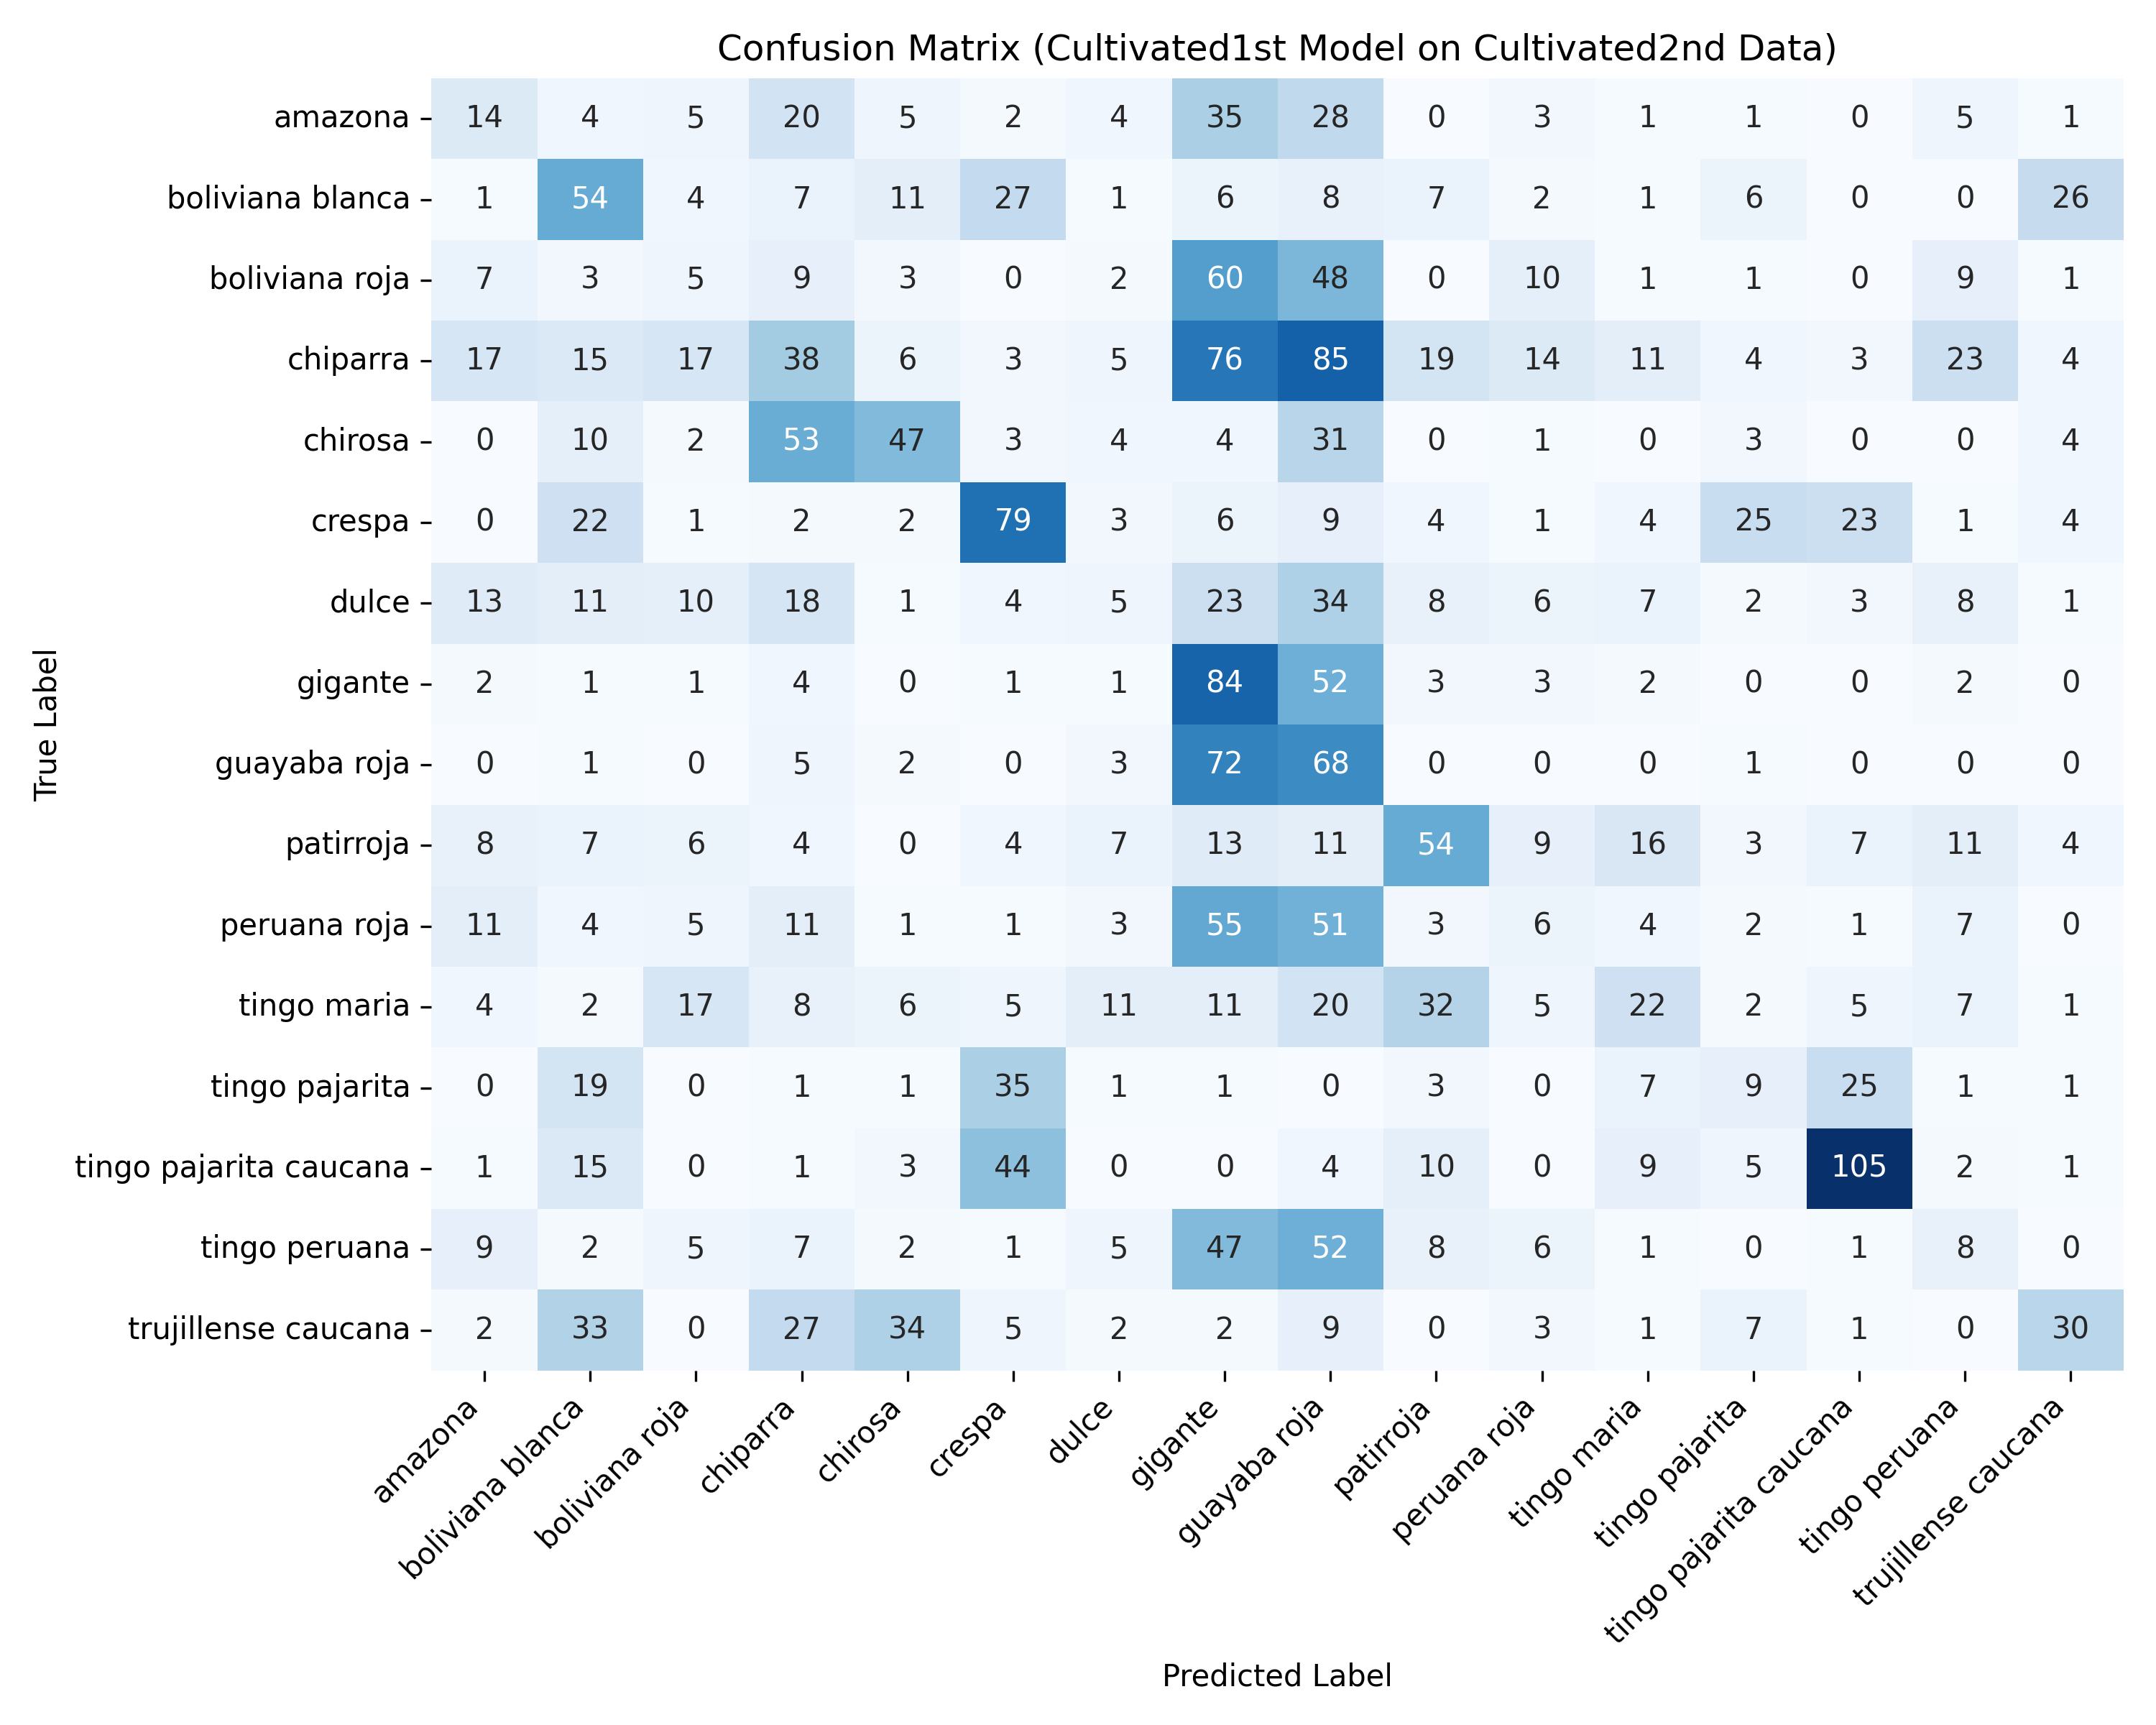 Confusion Matrix (Cultivated1st Model on Cultivated2nd Data)
True Label
amazona 14 4 5 20 5 2 4 35 28 0 3 1 1 0 5 1
boliviana blanca 1 54 4 7 11 27 1 6 8 7 2 1 6 0 0 26
boliviana roja 7 3 5 9 3 0 2 60 48 0 10 1 1 0 9 1
chiparra 17 15 17 38 6 3 5 76 85 19 14 11 4 3 23 4
chirosa 0 10 2 53 47 3 4 4 31 0 1 0 3 0 0 4
crespa 0 22 1 2 2 79 3 6 9 4 1 4 25 23 1 4
dulce 13 11 10 18 1 4 5 23 34 8 6 7 2 3 8 1
gigante 2 1 1 4 0 1 1 84 52 3 3 2 0 0 2 0
guayaba roja 0 1 0 5 2 0 3 72 68 0 0 0 1 0 0 0
patirroja 8 7 6 4 0 4 7 13 11 54 9 16 3 7 11 4
peruana roja 11 4 5 11 1 1 3 55 51 3 6 4 2 1 7 0
tingo maria 4 2 17 8 6 5 11 11 20 32 5 22 2 5 7 1
tingo pajarita 0 19 0 1 1 35 1 1 0 3 0 7 9 25 1 1
tingo pajarita caucana 1 15 0 1 3 44 0 0 4 10 0 9 5 105 2 1
tingo peruana 9 2 5 7 2 1 5 47 52 8 6 1 0 1 8 0
trujillense caucana 2 33 0 27 34 5 2 2 9 0 3 1 7 1 0 30
amazona
boliviana blanca
boliviana roja
chiparra
chirosa
crespa
dulce
gigante
guayaba roja
patirroja
peruana roja
tingo maria
tingo pajarita
tingo pajarita caucana
tingo peruana
trujillense caucana
Predicted Label